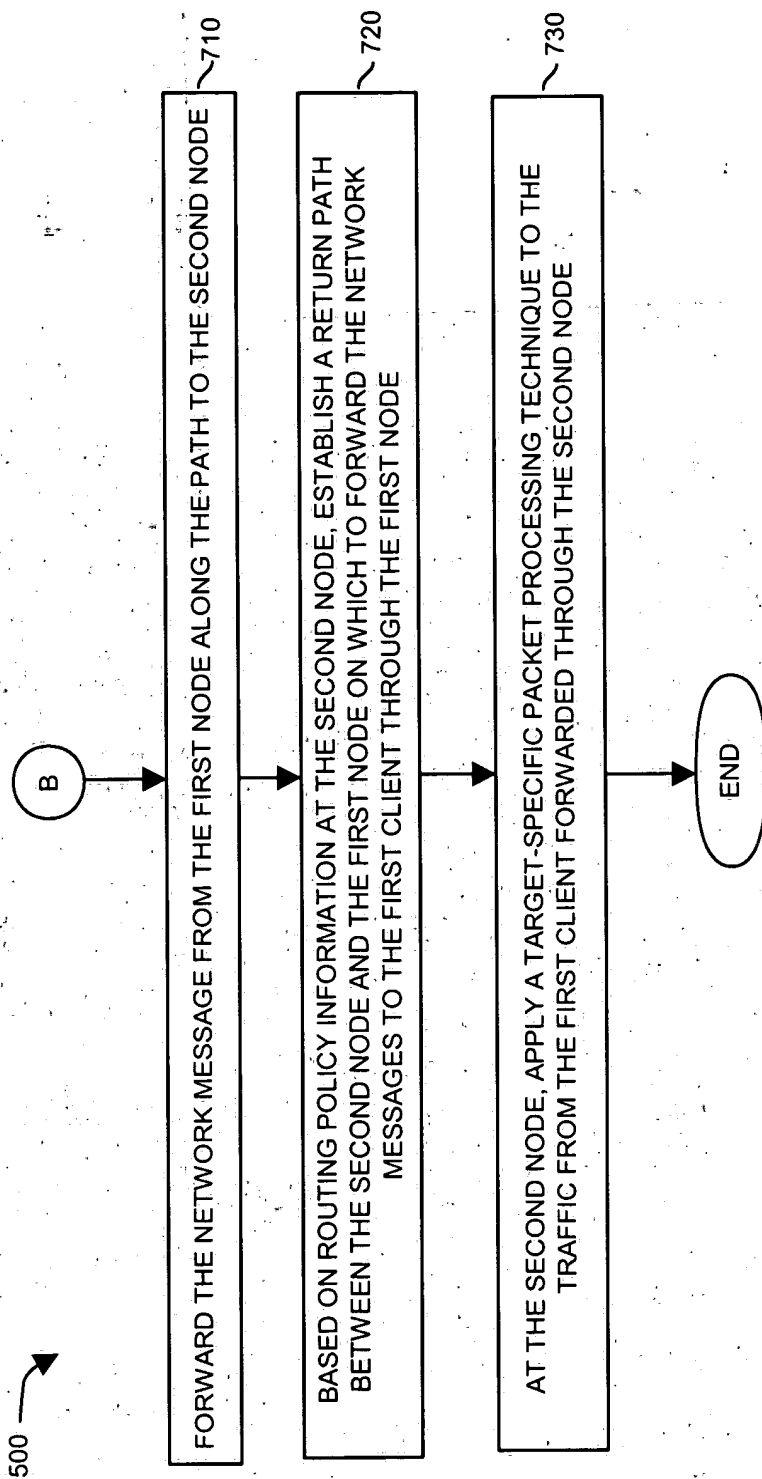 500
B
FORWARD THE NETWORK MESSAGE FROM THE FIRST NODE ALONG THE PATH TO THE SECOND NODE
710
BASED ON ROUTING POLICY INFORMATION AT THE SECOND NODE, ESTABLISH A RETURN PATH
BETWEEN THE SECOND NODE AND THE FIRST NODE ON WHICH TO FORWARD THE NETWORK
MESSAGES TO THE FIRST CLIENT THROUGH THE FIRST NODE
720
AT THE SECOND NODE, APPLY A TARGET-SPECIFIC PACKET PROCESSING TECHNIQUE TO THE
TRAFFIC FROM THE FIRST CLIENT FORWARDED THROUGH THE SECOND NODE
730
END